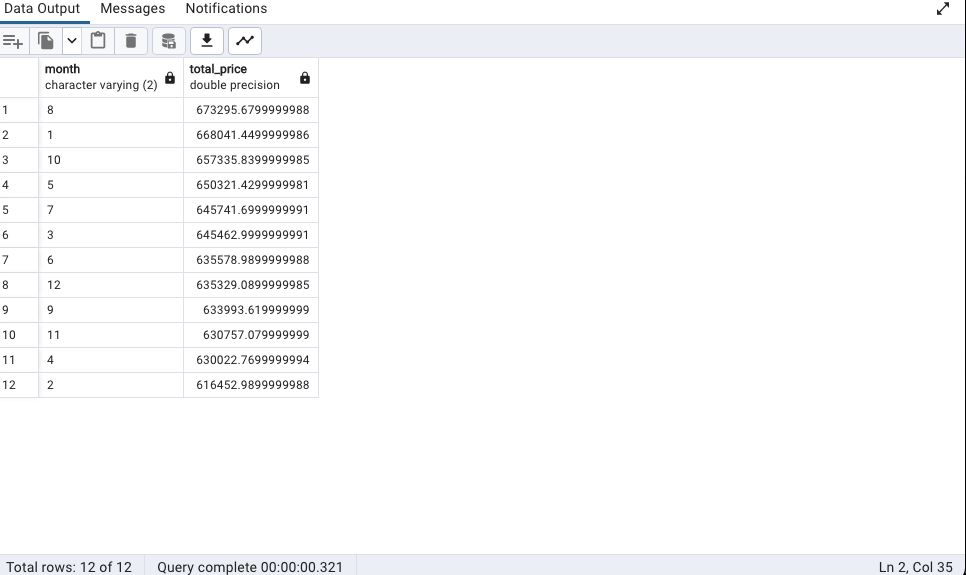 Data Output Messages Notifications
month total_price
character varying (2) double precision
1 8 673295.6799999988
2 1 668041.4499999986
3 10 657335.8399999985
4 5 650321.4299999981
5 7 645741.6999999991
6 3 645462.9999999991
7 6 635578.9899999988
8 12 635329.0899999985
9 9 633993.619999999
10 11 630757.079999999
11 4 630022.7699999994
12 2 616452.9899999988
Total rows: 12 of 12 Query complete 00:00:00.321 Ln 2, Col 35